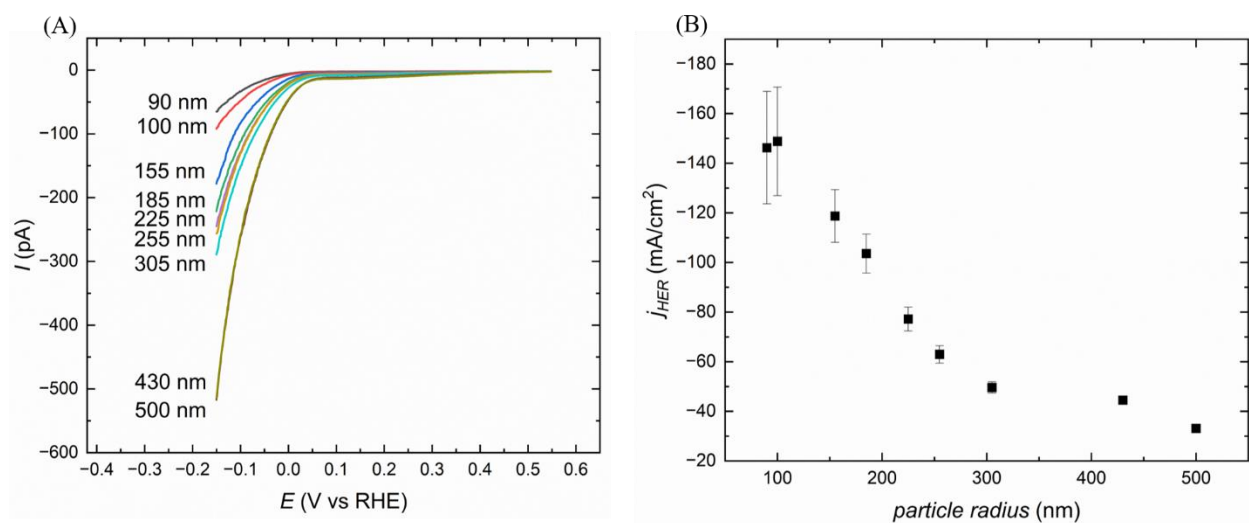 (A)
0
−100
−200
−300
−400
−500
−600
I (pA)
90 nm
100 nm
155 nm
185 nm
225 nm
255 nm
305 nm
430 nm
500 nm
−0.4 −0.3 −0.2 −0.1 0.0 0.1 0.2 0.3 0.4 0.5 0.6
E (V vs RHE)
(B)
−180
−160
−140
−120
−100
−80
−60
−40
−20
jHER (mA/cm²)
100 200 300 400 500
particle radius (nm)